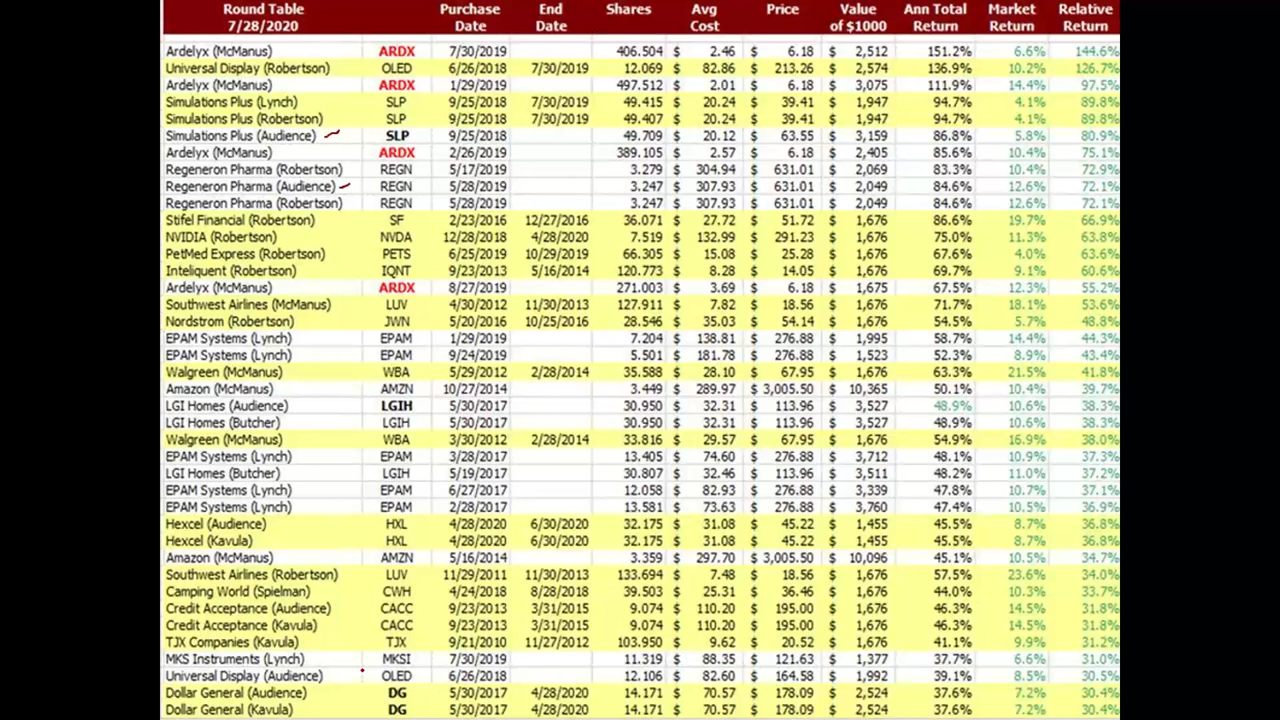 Round Table Purchase End Shares Avg Price Value Ann Total Market Relative
7/28/2020 Date Date Cost of $1000 Return Return Return
Ardelyx (McManus) ARDX 7/30/2019 406.504 $ 2.46 $ 6.18 $ 2,512 151.2% 6.6% 144.6%
Universal Display (Robertson) OLED 6/26/2018 7/30/2019 12.069 $ 82.86 $ 213.26 $ 2,574 136.9% 10.2% 126.7%
Ardelyx (McManus) ARDX 1/29/2019 497.512 $ 2.01 $ 6.18 $ 3,075 111.9% 14.4% 97.5%
Simulations Plus (Lynch) SLP 9/25/2018 7/30/2019 49.415 $ 20.24 $ 39.41 $ 1,947 94.7% 4.1% 89.8%
Simulations Plus (Robertson) SLP 9/25/2018 7/30/2019 49.407 $ 20.24 $ 39.41 $ 1,947 94.7% 4.1% 89.8%
Simulations Plus (Audience) SLP 9/25/2018 49.709 $ 20.12 $ 63.55 $ 3,159 86.8% 5.8% 80.9%
Ardelyx (McManus) ARDX 2/26/2019 389.105 $ 2.57 $ 6.18 $ 2,405 85.6% 10.4% 75.1%
Regeneron Pharma (Robertson) REGN 5/17/2019 3.279 $ 304.94 $ 631.01 $ 2,069 83.3% 10.4% 72.9%
Regeneron Pharma (Audience) REGN 5/28/2019 3.247 $ 307.93 $ 631.01 $ 2,049 84.6% 12.6% 72.1%
Regeneron Pharma (Robertson) REGN 5/28/2019 3.247 $ 307.93 $ 631.01 $ 2,049 84.6% 12.6% 72.1%
Stifel Financial (Robertson) SF 2/23/2016 12/27/2016 36.071 $ 27.72 $ 51.72 $ 1,676 86.6% 19.7% 66.9%
NVIDIA (Robertson) NVDA 12/28/2018 4/28/2020 7.519 $ 132.99 $ 291.23 $ 1,676 75.0% 11.3% 63.8%
PetMed Express (Robertson) PETS 6/25/2019 10/29/2019 66.305 $ 15.08 $ 25.28 $ 1,676 67.6% 4.0% 63.6%
Inteliquent (Robertson) IQNT 9/23/2013 5/16/2014 120.773 $ 8.28 $ 14.05 $ 1,676 69.7% 9.1% 60.6%
Ardelyx (McManus) ARDX 8/27/2019 271.003 $ 3.69 $ 6.18 $ 1,675 67.5% 12.3% 55.2%
Southwest Airlines (McManus) LUV 4/30/2012 11/30/2013 127.911 $ 7.82 $ 18.56 $ 1,676 71.7% 18.1% 53.6%
Nordstrom (Robertson) JWN 5/20/2016 10/25/2016 28.546 $ 35.03 $ 54.14 $ 1,676 54.5% 5.7% 48.8%
EPAM Systems (Lynch) EPAM 1/29/2019 7.204 $ 138.81 $ 276.88 $ 1,995 58.7% 14.4% 44.3%
EPAM Systems (Lynch) EPAM 9/24/2019 5.501 $ 181.78 $ 276.88 $ 1,523 52.3% 8.9% 43.4%
Walgreen (McManus) WBA 5/29/2012 2/28/2014 35.588 $ 28.10 $ 67.95 $ 1,676 63.3% 21.5% 41.8%
Amazon (McManus) AMZN 10/27/2014 3.449 $ 289.97 $ 3,005.50 $ 10,365 50.1% 10.4% 39.7%
LGI Homes (Audience) LGIH 5/30/2017 30.950 $ 32.31 $ 113.96 $ 3,527 48.9% 10.6% 38.3%
LGI Homes (Butcher) LGIH 5/30/2017 30.950 $ 32.31 $ 113.96 $ 3,527 48.9% 10.6% 38.3%
Walgreen (McManus) WBA 3/30/2012 2/28/2014 33.816 $ 29.57 $ 67.95 $ 1,676 54.9% 16.9% 38.0%
EPAM Systems (Lynch) EPAM 3/28/2017 13.405 $ 74.60 $ 276.88 $ 3,712 48.1% 10.9% 37.3%
LGI Homes (Butcher) LGIH 5/19/2017 30.807 $ 32.46 $ 113.96 $ 3,511 48.2% 11.0% 37.2%
EPAM Systems (Lynch) EPAM 6/27/2017 12.058 $ 82.93 $ 276.88 $ 3,339 47.8% 10.7% 37.1%
EPAM Systems (Lynch) EPAM 2/28/2017 13.581 $ 73.63 $ 276.88 $ 3,760 47.4% 10.5% 36.9%
Hexcel (Audience) HXL 4/28/2020 6/30/2020 32.175 $ 31.08 $ 45.22 $ 1,455 45.5% 8.7% 36.8%
Hexcel (Kavula) HXL 4/28/2020 6/30/2020 32.175 $ 31.08 $ 45.22 $ 1,455 45.5% 8.7% 36.8%
Amazon (McManus) AMZN 5/16/2014 3.359 $ 297.70 $ 3,005.50 $ 10,096 45.1% 10.5% 34.7%
Southwest Airlines (Robertson) LUV 11/29/2011 11/30/2013 133.694 $ 7.48 $ 18.56 $ 1,676 57.5% 23.6% 34.0%
Camping World (Spielman) CWH 4/24/2018 8/28/2018 39.503 $ 25.31 $ 36.46 $ 1,676 44.0% 10.3% 33.7%
Credit Acceptance (Audience) CACC 9/23/2013 3/31/2015 9.074 $ 110.20 $ 195.00 $ 1,676 46.3% 14.5% 31.8%
Credit Acceptance (Kavula) CACC 9/23/2013 3/31/2015 9.074 $ 110.20 $ 195.00 $ 1,676 46.3% 14.5% 31.8%
TJX Companies (Kavula) TJX 9/21/2010 11/27/2012 103.950 $ 9.62 $ 20.52 $ 1,676 41.1% 9.9% 31.2%
MKS Instruments (Lynch) MKSI 7/30/2019 11.319 $ 88.35 $ 121.63 $ 1,377 37.7% 6.6% 31.0%
Universal Display (Audience) OLED 6/26/2018 12.106 $ 82.60 $ 164.58 $ 1,992 39.1% 8.5% 30.5%
Dollar General (Audience) DG 5/30/2017 4/28/2020 14.171 $ 70.57 $ 178.09 $ 2,524 37.6% 7.2% 30.4%
Dollar General (Kavula) DG 5/30/2017 4/28/2020 14.171 $ 70.57 $ 178.09 $ 2,524 37.6% 7.2% 30.4%